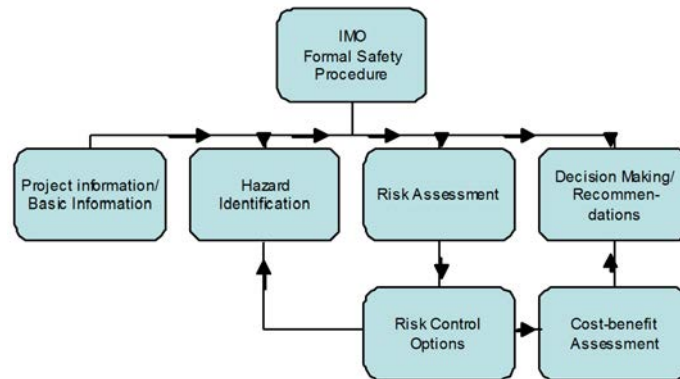 IMO
Formal Safety
Procedure
Project information/
Basic Information
Hazard
Identification
Risk Assessment
Decision Making/
Recommen-
dations
Risk Control
Options
Cost-benefit
Assessment